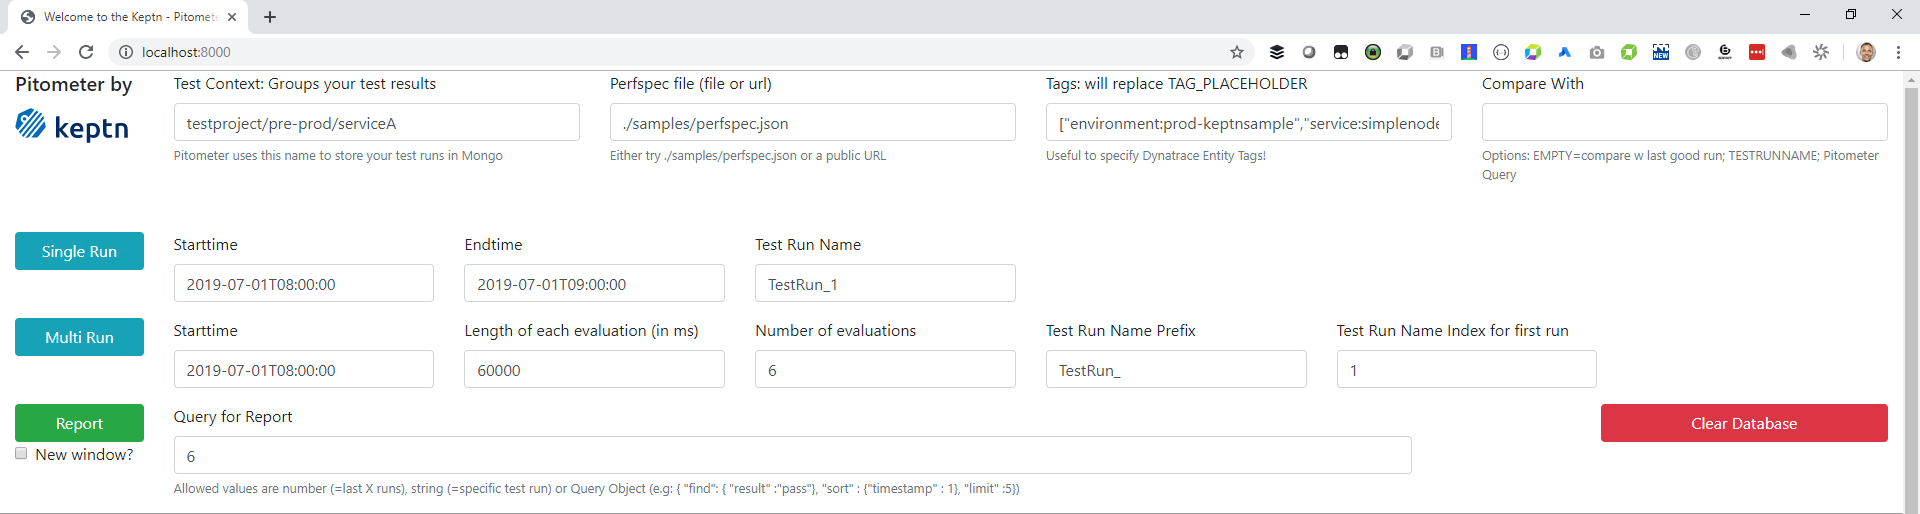 Welcome to the Keptn - Pitomete
localhost:8000
NEW
Pitometer by
keptn
Test Context: Groups your test results
testproject/pre-prod/serviceA
Pitometer uses this name to store your test runs in Mongo
Perfspec file (file or url)
./samples/perfspec.json
Either try ./samples/perfspec.json or a public URL
Tags: will replace TAG_PLACEHOLDER
["environment:prod-keptnsample","service:simplenode
Useful to specify Dynatrace Entity Tags!
Compare With
Options: EMPTY=compare w last good run; TESTRUNNAME; Pitometer
Query
Single Run
Starttime
2019-07-01T08:00:00
Endtime
2019-07-01T09:00:00
Test Run Name
TestRun_1
Multi Run
Starttime
2019-07-01T08:00:00
Length of each evaluation (in ms)
60000
Number of evaluations
6
Test Run Name Prefix
TestRun_
Test Run Name Index for first run
1
Report
New window?
Query for Report
6
Allowed values are number (=last X runs), string (=specific test run) or Query Object (e.g: { "find": { "result" :"pass"}, "sort" : {"timestamp" : 1}, "limit" :5})
Clear Database